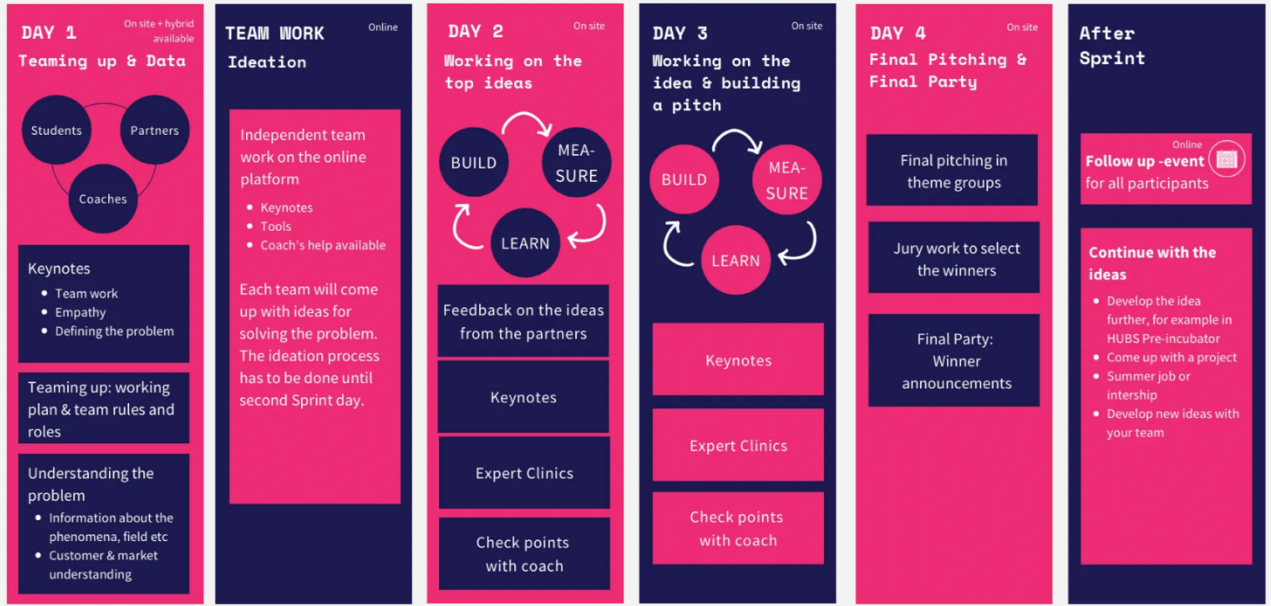 DAY 1
On site + hybrid
available
Teaming up & Data
Students
Partners
Coaches
Keynotes
Team work
Empathy
Defining the problem
Teaming up: working
plan & team rules and
roles
Understanding the
problem
Information about the
phenomena, field etc
Customer & market
understanding
TEAM WORK
Online
Ideation
Independent team
work on the online
platform
Keynotes
Tools
Coach's help available
Each team will come
up with ideas for
solving the problem.
The ideation process
has to be done until
second Sprint day.
DAY 2
On site
Working on the
top ideas
BUILD
MEA-
SURE
LEARN
Feedback on the ideas
from the partners
Keynotes
Expert Clinics
Check points
with coach
DAY 3
On site
Working on the
idea & building
a pitch
BUILD
MEA-
SURE
LEARN
Keynotes
Expert Clinics
Check points
with coach
DAY 4
On site
Final Pitching &
Final Party
Final pitching in
theme groups
Jury work to select
the winners
Final Party:
Winner
announcements
After
Sprint
Online
Follow up -event
for all participants
Continue with the
ideas
Develop the idea
further, for example in
HUBS Pre-incubator
Come up with a project
Summer job or
intership
Develop new ideas with
your team